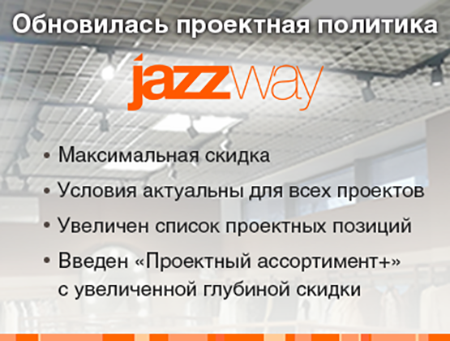 Обновилась проектная политика
jazzway
• Максимальная скидка
• Условия актуальны для всех проектов
• Увеличен список проектных позиций
• Введен «Проектный ассортимент+»
с увеличенной глубиной скидки